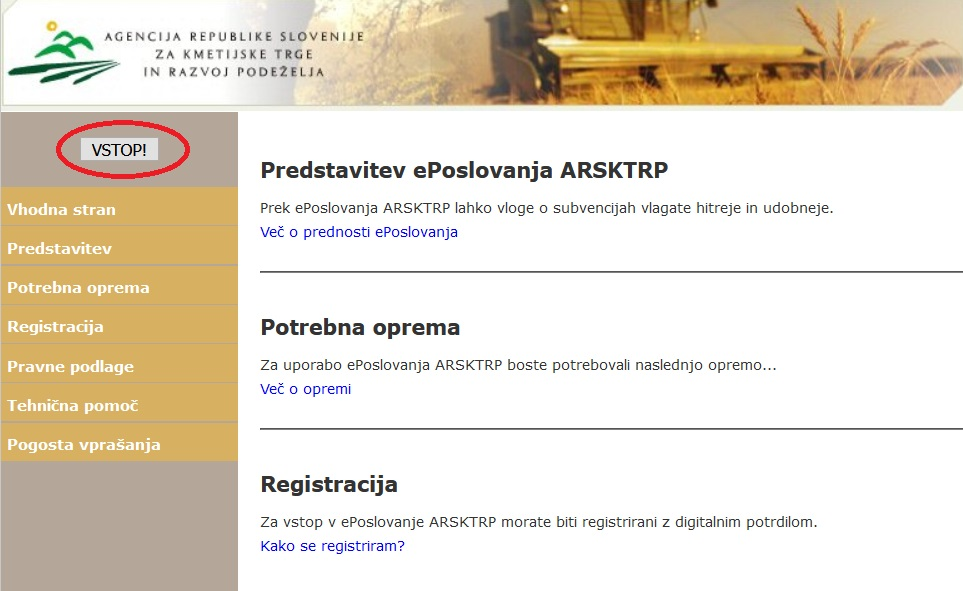 AGENCIJA REPUBLIKE SLOVENIJE
ZA KMETIJSKE TRGE
IN RAZVOJ PODEŽELJA
VSTOP!
Vhodna stran
Predstavitev
Potrebna oprema
Registracija
Pravne podlage
Tehnična pomoč
Pogosta vprašanja
Predstavitev ePoslovanja ARSKTRP
Prek ePoslovanja ARSKTRP lahko vloge o subvencijah vlagate hitreje in udobneje.
Več o prednosti ePoslovanja
Potrebna oprema
Za uporabo ePoslovanja ARSKTRP boste potrebovali naslednjo opremo...
Več o opremi
Registracija
Za vstop v ePoslovanje ARSKTRP morate biti registrirani z digitalnim potrdilom.
Kako se registriram?